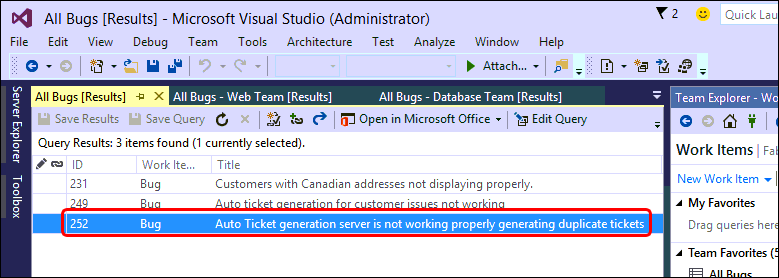 All Bugs [Results] - Microsoft Visual Studio (Administrator)
2
Quick Lau
File Edit View Debug Team Tools Architecture Test Analyze Window Help
Attach...
Server Explorer
Toolbox
All Bugs [Results] All Bugs - Web Team [Results] All Bugs - Database Team [Results]
Save Results Save Query Open in Microsoft Office Edit Query
Query Results: 3 items found (1 currently selected).
ID Work Ite... Title
231 Bug Customers with Canadian addresses not displaying properly.
249 Bug Auto ticket generation for customer issues not working
252 Bug Auto Ticket generation server is not working properly generating duplicate tickets
Team Explorer - Wor
Work Items | Fab
New Work Item
My Favorites
Drag queries here
Team Favorites (5
All Bugs